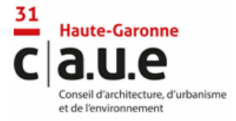 31
Haute-Garonne
c|a.u.e
Conseil d'architecture, d'urbanisme
et de l'environnement